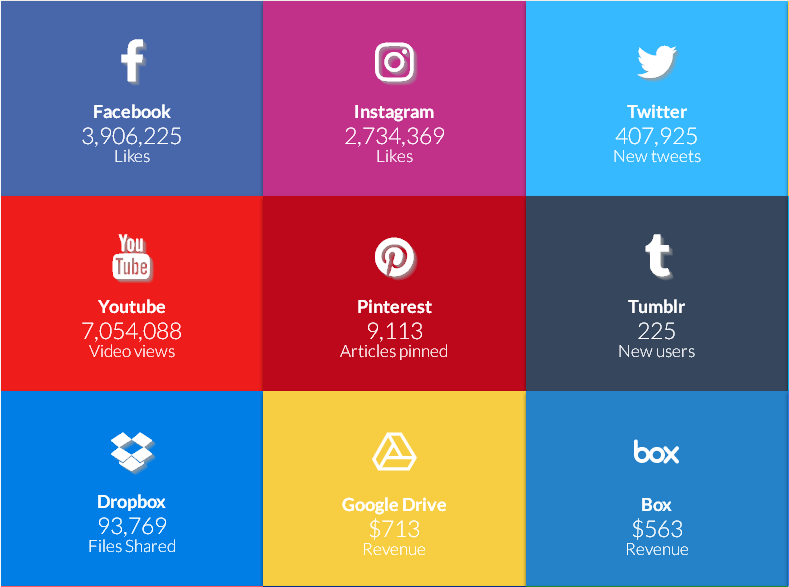 Facebook
3,906,225
Likes
Instagram
2,734,369
Likes
Twitter
407,925
New tweets
You
Tube
Youtube
7,054,088
Video views
Pinterest
9,113
Articles pinned
Tumblr
225
New users
Dropbox
93,769
Files Shared
Google Drive
$713
Revenue
box
Box
$563
Revenue